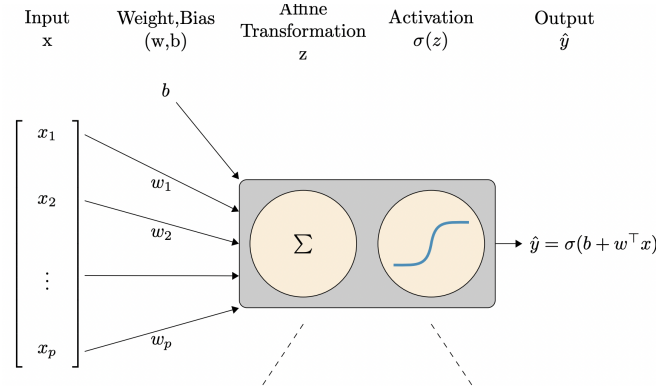 Input
x
Weight,Bias
(w,b)
Affine
Transformation
z
Activation
σ(z)
Output
ŷ
b
x₁
x₂
⋮
xₚ
w₁
w₂
wₚ
Σ
ŷ = σ(b + w⊤x)